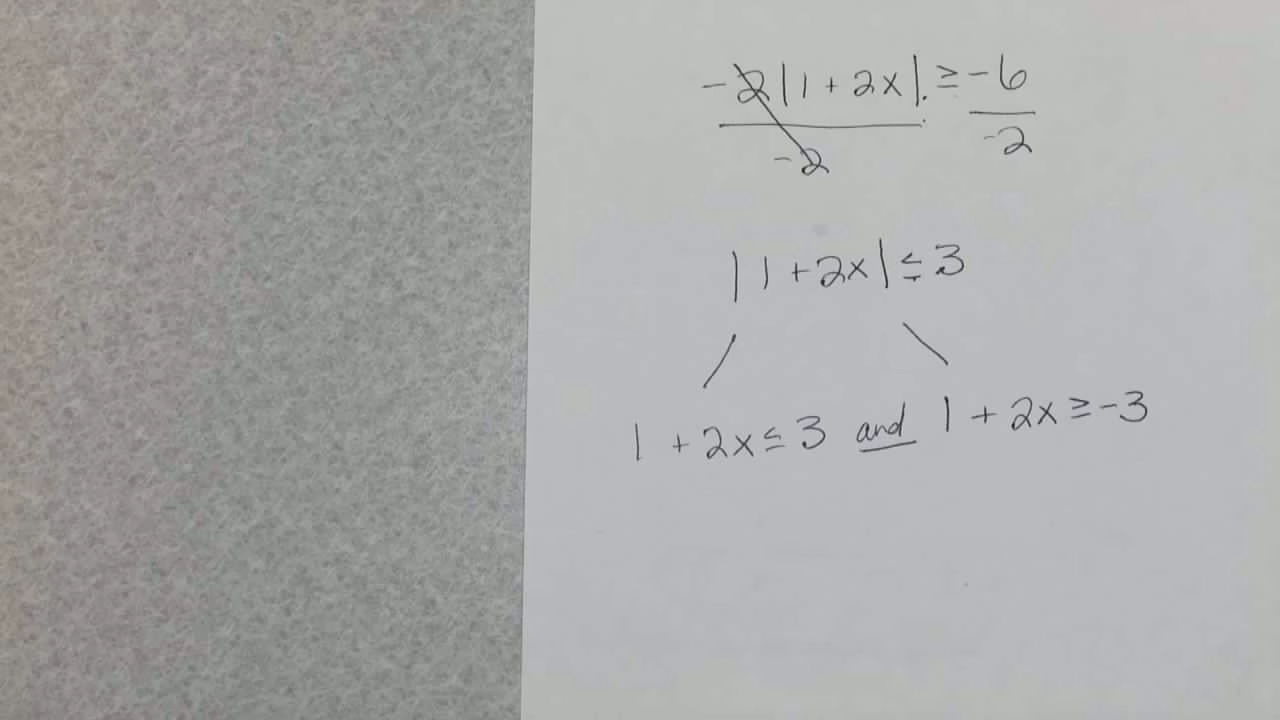 -2|1 + 2x| ≥ -6
-2 -2
|1 + 2x| ≤ 3
1 + 2x ≤ 3 and 1 + 2x ≥ -3